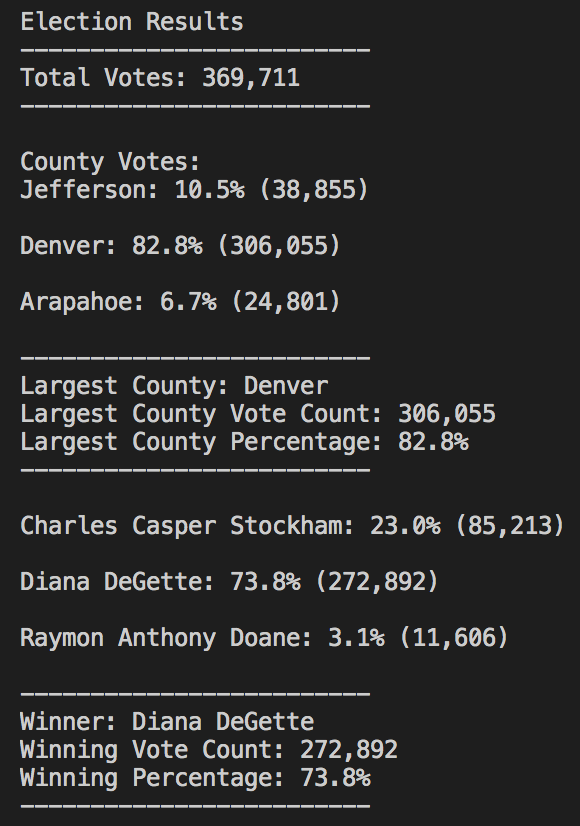 Election Results
-------------------------
Total Votes: 369,711
-------------------------
County Votes:
Jefferson: 10.5% (38,855)
Denver: 82.8% (306,055)
Arapahoe: 6.7% (24,801)
-------------------------
Largest County: Denver
Largest County Vote Count: 306,055
Largest County Percentage: 82.8%
-------------------------
Charles Casper Stockham: 23.0% (85,213)
Diana DeGette: 73.8% (272,892)
Raymon Anthony Doane: 3.1% (11,606)
-------------------------
Winner: Diana DeGette
Winning Vote Count: 272,892
Winning Percentage: 73.8%
-------------------------